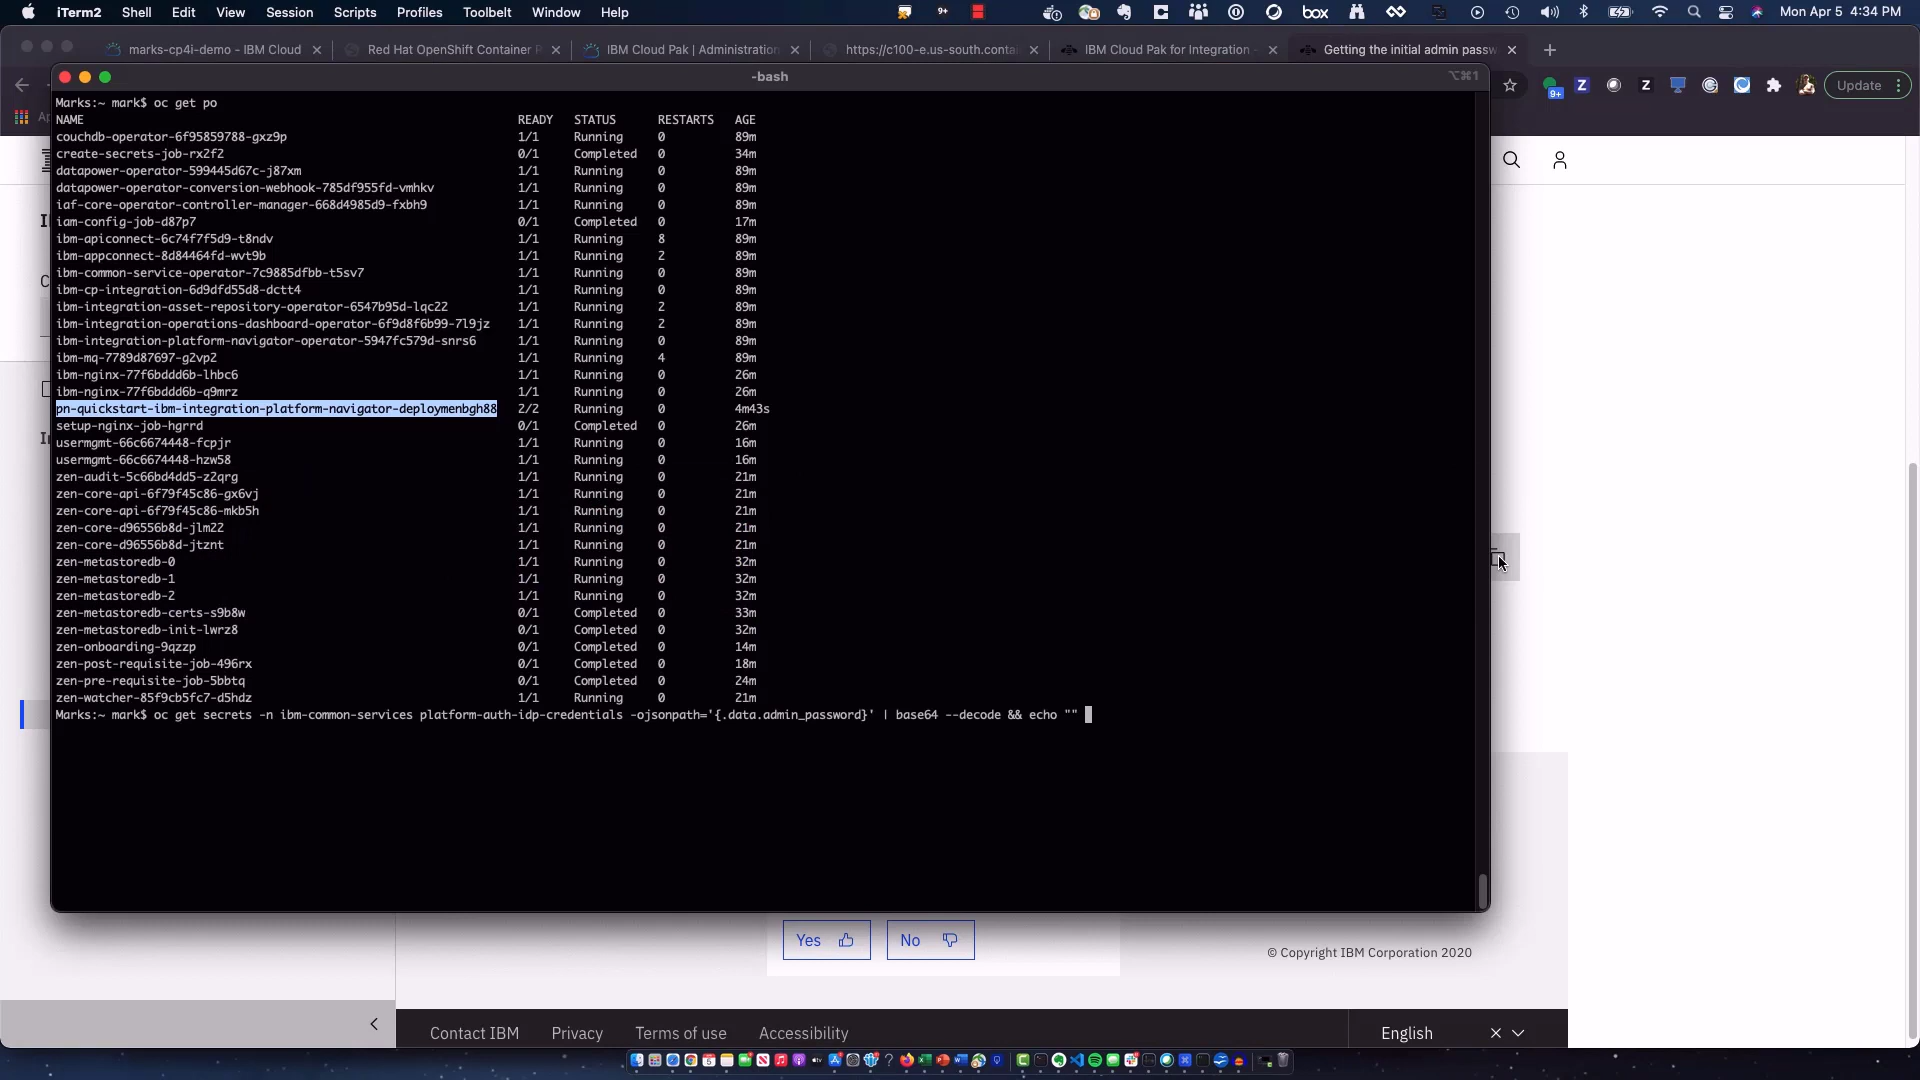 iTerm2 Shell Edit View Session Scripts Profiles Toolbelt Window Help 9+ box Mon Apr 5 4:34 PM
marks-cp4i-demo - IBM Cloud Red Hat OpenShift Container P IBM Cloud Pak | Administration https://c100-e.us-south.conta IBM Cloud Pak for Integration - Getting the initial admin passw
-bash ⌥⌘1
9+ Z Z Update
Marks:~ mark$ oc get po
NAME READY STATUS RESTARTS AGE
couchdb-operator-6f95859788-gxz9p 1/1 Running 0 89m
create-secrets-job-rx2f2 0/1 Completed 0 34m
datapower-operator-599445d67c-j87xm 1/1 Running 0 89m
datapower-operator-conversion-webhook-785df955fd-vmhkv 1/1 Running 0 89m
iaf-core-operator-controller-manager-668d4985d9-fxbh9 1/1 Running 0 89m
iam-config-job-d87p7 0/1 Completed 0 17m
ibm-apiconnect-6c74f7f5d9-t8ndv 1/1 Running 8 89m
ibm-appconnect-8d84464fd-wvt9b 1/1 Running 2 89m
ibm-common-service-operator-7c9885dfbb-t5sv7 1/1 Running 0 89m
ibm-cp-integration-6d9dfd55d8-dctt4 1/1 Running 0 89m
ibm-integration-asset-repository-operator-6547b95d-lqc22 1/1 Running 2 89m
ibm-integration-operations-dashboard-operator-6f9d8f6b99-7l9jz 1/1 Running 2 89m
ibm-integration-platform-navigator-operator-5947fc579d-snrs6 1/1 Running 0 89m
ibm-mq-7789d87697-g2vp2 1/1 Running 4 89m
ibm-nginx-77f6bddd6b-lhbc6 1/1 Running 0 26m
ibm-nginx-77f6bddd6b-q9mrz 1/1 Running 0 26m
pn-quickstart-ibm-integration-platform-navigator-deploymenbgh88 2/2 Running 0 4m43s
setup-nginx-job-hgrrd 0/1 Completed 0 26m
usermgmt-66c6674448-fcpjr 1/1 Running 0 16m
usermgmt-66c6674448-hzw58 1/1 Running 0 16m
zen-audit-5c66bd4dd5-z2qrg 1/1 Running 0 21m
zen-core-api-6f79f45c86-gx6vj 1/1 Running 0 21m
zen-core-api-6f79f45c86-mkb5h 1/1 Running 0 21m
zen-core-d96556b8d-jlm22 1/1 Running 0 21m
zen-core-d96556b8d-jtznt 1/1 Running 0 21m
zen-metastoredb-0 1/1 Running 0 32m
zen-metastoredb-1 1/1 Running 0 32m
zen-metastoredb-2 1/1 Running 0 32m
zen-metastoredb-certs-s9b8w 0/1 Completed 0 33m
zen-metastoredb-init-lwrz8 0/1 Completed 0 32m
zen-onboarding-9qzzp 0/1 Completed 0 14m
zen-post-requisite-job-496rx 0/1 Completed 0 18m
zen-pre-requisite-job-5bbtq 0/1 Completed 0 24m
zen-watcher-85f9cb5fc7-d5hdz 1/1 Running 0 21m
Marks:~ mark$ oc get secrets -n ibm-common-services platform-auth-idp-credentials -ojsonpath='{.data.admin_password}' | base64 --decode && echo ""
Yes No
© Copyright IBM Corporation 2020
Contact IBM Privacy Terms of use Accessibility English